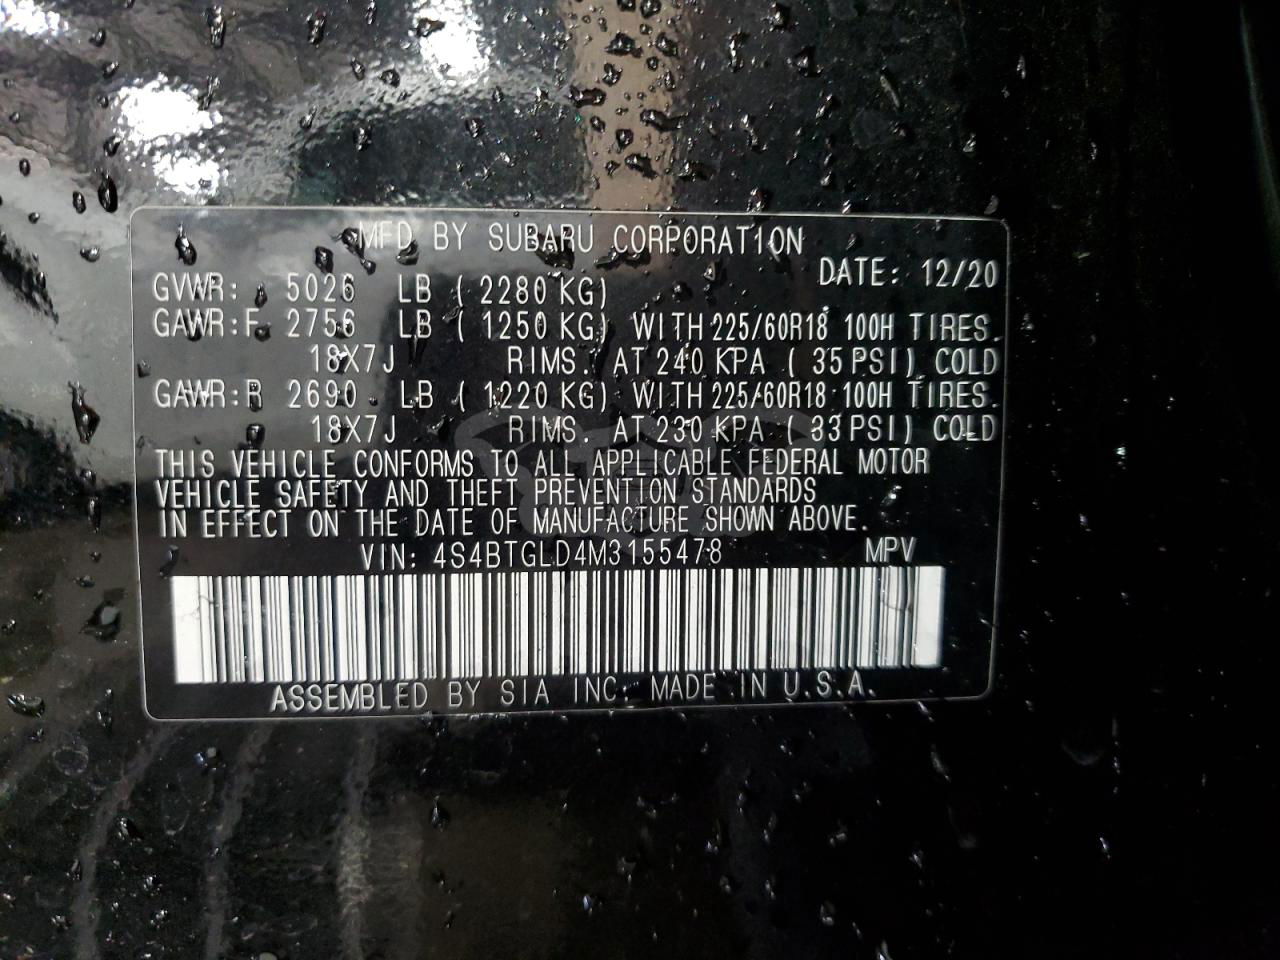 MFD BY SUBARU CORPORATION
DATE: 12/20
GVWR: 5026 LB (2280 KG)
GAWR:F 2756 LB (1250 KG) WITH 225/60R18 100H TIRES.
18X7J RIMS. AT 240 KPA (35 PSI) COLD
GAWR:R 2690 LB (1220 KG) WITH 225/60R18 100H TIRES.
18X7J RIMS. AT 230 KPA (33 PSI) COLD
THIS VEHICLE CONFORMS TO ALL APPLICABLE FEDERAL MOTOR
VEHICLE SAFETY AND THEFT PREVENTION STANDARDS
IN EFFECT ON THE DATE OF MANUFACTURE SHOWN ABOVE.
VIN: 4S4BTGLD4M3155478 MPV
ASSEMBLED BY SIA INC. MADE IN U.S.A.